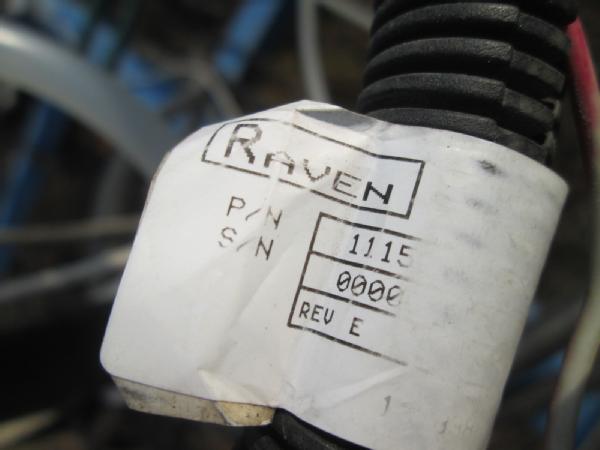 RAVEN
P/N 1115
S/N 0000
REV E